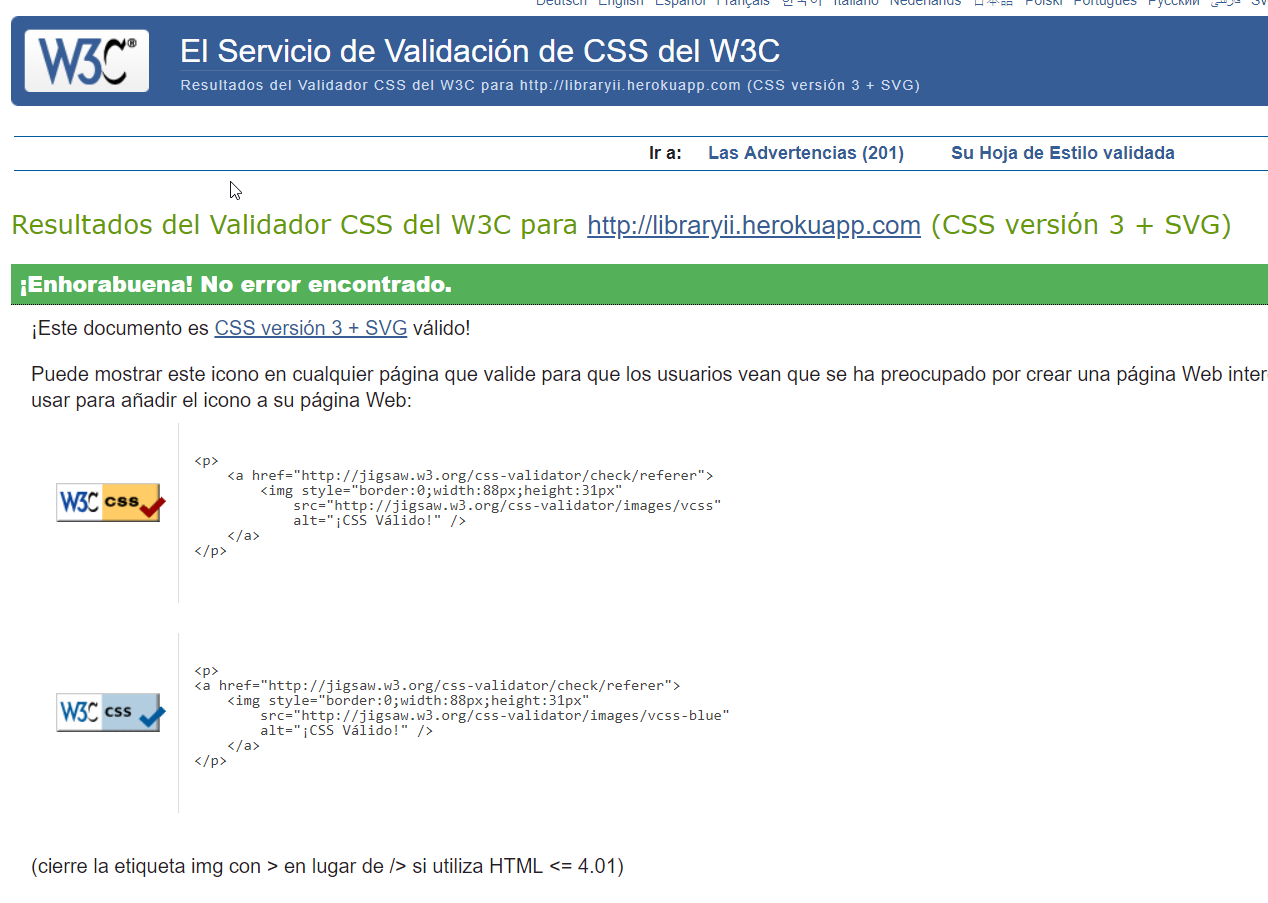 Deutsch English Español Français 한국어 Italiano Nederlands 日本語 Polski Português Русский فارسی
W3C®
El Servicio de Validación de CSS del W3C
Resultados del Validador CSS del W3C para http://libraryii.herokuapp.com (CSS versión 3 + SVG)
Ir a: Las Advertencias (201) Su Hoja de Estilo validada
Resultados del Validador CSS del W3C para http://libraryii.herokuapp.com (CSS versión 3 + SVG)
¡Enhorabuena! No error encontrado.
¡Este documento es CSS versión 3 + SVG válido!
Puede mostrar este icono en cualquier página que valide para que los usuarios vean que se ha preocupado por crear una página Web
usar para añadir el icono a su página Web:
W3C css
<p>
<a href="http://jigsaw.w3.org/css-validator/check/referer">
<img style="border:0;width:88px;height:31px"
src="http://jigsaw.w3.org/css-validator/images/vcss"
alt="¡CSS Válido!" />
</a>
</p>
W3C css
<p>
<a href="http://jigsaw.w3.org/css-validator/check/referer">
<img style="border:0;width:88px;height:31px"
src="http://jigsaw.w3.org/css-validator/images/vcss-blue"
alt="¡CSS Válido!" />
</a>
</p>
(cierre la etiqueta img con > en lugar de /> si utiliza HTML <= 4.01)